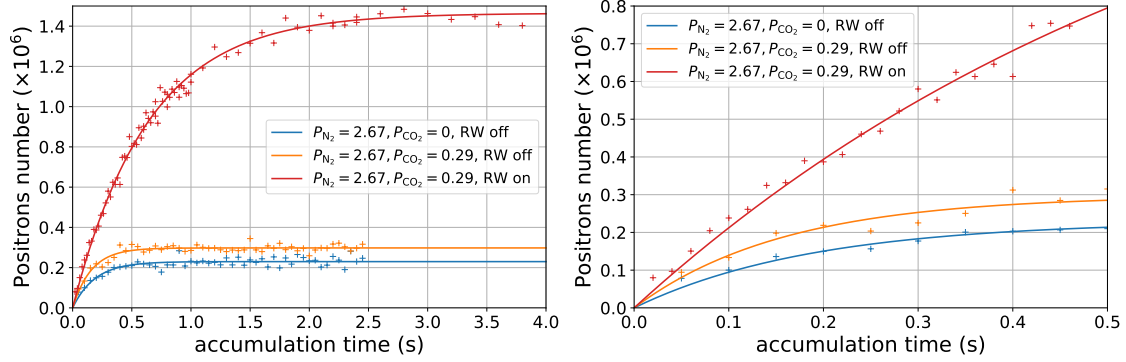 Positrons number (×10⁶)
1.4
1.2
1.0
0.8
0.6
0.4
0.2
0.0
P_N₂ = 2.67, P_CO₂ = 0, RW off
P_N₂ = 2.67, P_CO₂ = 0.29, RW off
P_N₂ = 2.67, P_CO₂ = 0.29, RW on
0.0 0.5 1.0 1.5 2.0 2.5 3.0 3.5 4.0
accumulation time (s)
Positrons number (×10⁶)
0.8
0.7
0.6
0.5
0.4
0.3
0.2
0.1
0.0
P_N₂ = 2.67, P_CO₂ = 0, RW off
P_N₂ = 2.67, P_CO₂ = 0.29, RW off
P_N₂ = 2.67, P_CO₂ = 0.29, RW on
0.0 0.1 0.2 0.3 0.4 0.5
accumulation time (s)